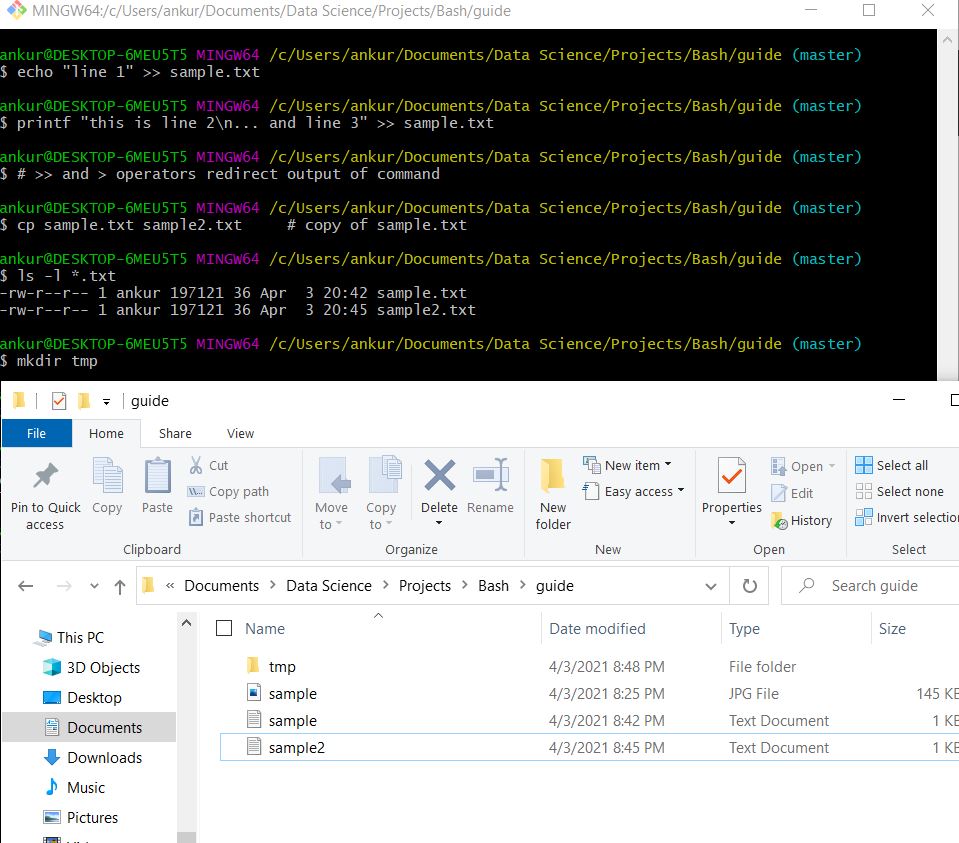 MINGW64:/c/Users/ankur/Documents/Data Science/Projects/Bash/guide
ankur@DESKTOP-6MEU5T5 MINGW64 /c/Users/ankur/Documents/Data Science/Projects/Bash/guide (master)
$ echo "line 1" >> sample.txt
ankur@DESKTOP-6MEU5T5 MINGW64 /c/Users/ankur/Documents/Data Science/Projects/Bash/guide (master)
$ printf "this is line 2\n... and line 3" >> sample.txt
ankur@DESKTOP-6MEU5T5 MINGW64 /c/Users/ankur/Documents/Data Science/Projects/Bash/guide (master)
$ # >> and > operators redirect output of command
ankur@DESKTOP-6MEU5T5 MINGW64 /c/Users/ankur/Documents/Data Science/Projects/Bash/guide (master)
$ cp sample.txt sample2.txt     # copy of sample.txt
ankur@DESKTOP-6MEU5T5 MINGW64 /c/Users/ankur/Documents/Data Science/Projects/Bash/guide (master)
$ ls -l *.txt
-rw-r--r-- 1 ankur 197121 36 Apr  3 20:42 sample.txt
-rw-r--r-- 1 ankur 197121 36 Apr  3 20:45 sample2.txt
ankur@DESKTOP-6MEU5T5 MINGW64 /c/Users/ankur/Documents/Data Science/Projects/Bash/guide (master)
$ mkdir tmp
guide
File Home Share View
Pin to Quick access
Copy
Paste
Cut
Copy path
Paste shortcut
Clipboard
Move to
Copy to
Delete
Rename
Organize
New folder
New item
Easy access
New
Properties
Open
Edit
History
Open
Select all
Select none
Invert selection
Select
« Documents > Data Science > Projects > Bash > guide
Search guide
This PC
3D Objects
Desktop
Documents
Downloads
Music
Pictures
Name Date modified Type Size
tmp 4/3/2021 8:48 PM File folder
sample 4/3/2021 8:25 PM JPG File 145 KB
sample 4/3/2021 8:42 PM Text Document 1 KB
sample2 4/3/2021 8:45 PM Text Document 1 KB